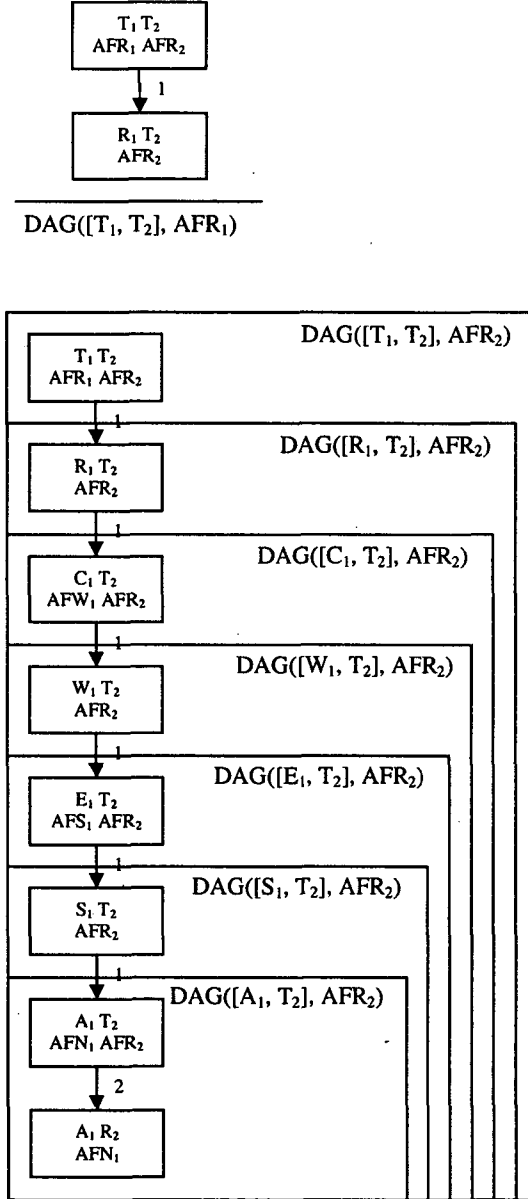 T₁ T₂
AFR₁ AFR₂
1
R₁ T₂
AFR₂
DAG([T₁, T₂], AFR₁)
DAG([T₁, T₂], AFR₂)
T₁ T₂
AFR₁ AFR₂
1
DAG([R₁, T₂], AFR₂)
R₁ T₂
AFR₂
1
DAG([C₁, T₂], AFR₂)
C₁ T₂
AFW₁ AFR₂
1
DAG([W₁, T₂], AFR₂)
W₁ T₂
AFR₂
1
DAG([E₁, T₂], AFR₂)
E₁ T₂
AFS₁ AFR₂
1
DAG([S₁, T₂], AFR₂)
S₁ T₂
AFR₂
1
DAG([A₁, T₂], AFR₂)
A₁ T₂
AFN₁ AFR₂
2
A₁ R₂
AFN₁